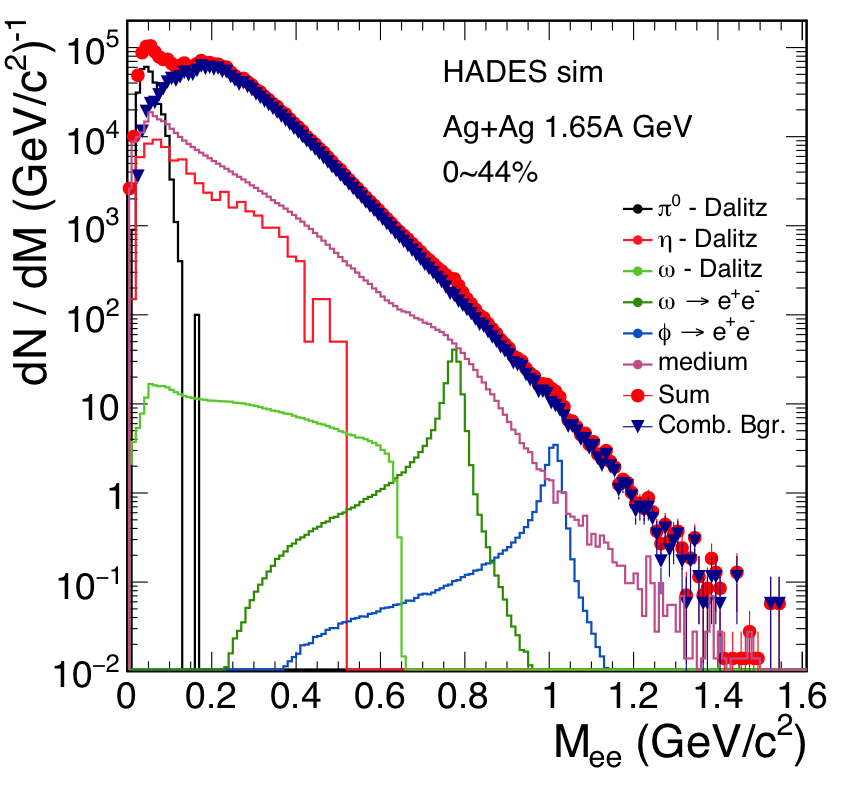 dN / dM (GeV/c²)⁻¹
10⁵
10⁴
10³
10²
10
1
10⁻¹
10⁻²
HADES sim
Ag+Ag 1.65A GeV
0~44%
π⁰ - Dalitz
η - Dalitz
ω - Dalitz
ω → e⁺e⁻
ϕ → e⁺e⁻
medium
Sum
Comb. Bgr.
0 0.2 0.4 0.6 0.8 1 1.2 1.4 1.6
Mₑₑ (GeV/c²)